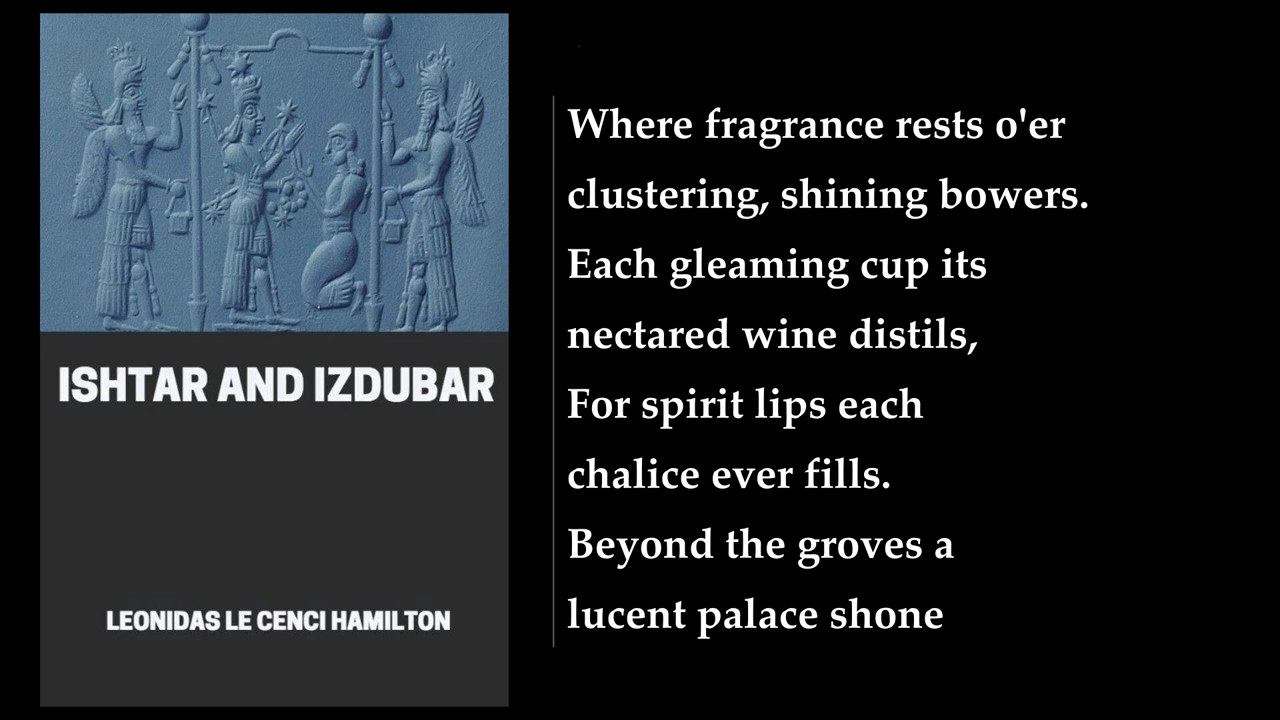 ISHTAR AND IZDUBAR
LEONIDAS LE CENCI HAMILTON
Where fragrance rests o'er
clustering, shining bowers.
Each gleaming cup its
nectared wine distils,
For spirit lips each
chalice ever fills.
Beyond the groves a
lucent palace shone